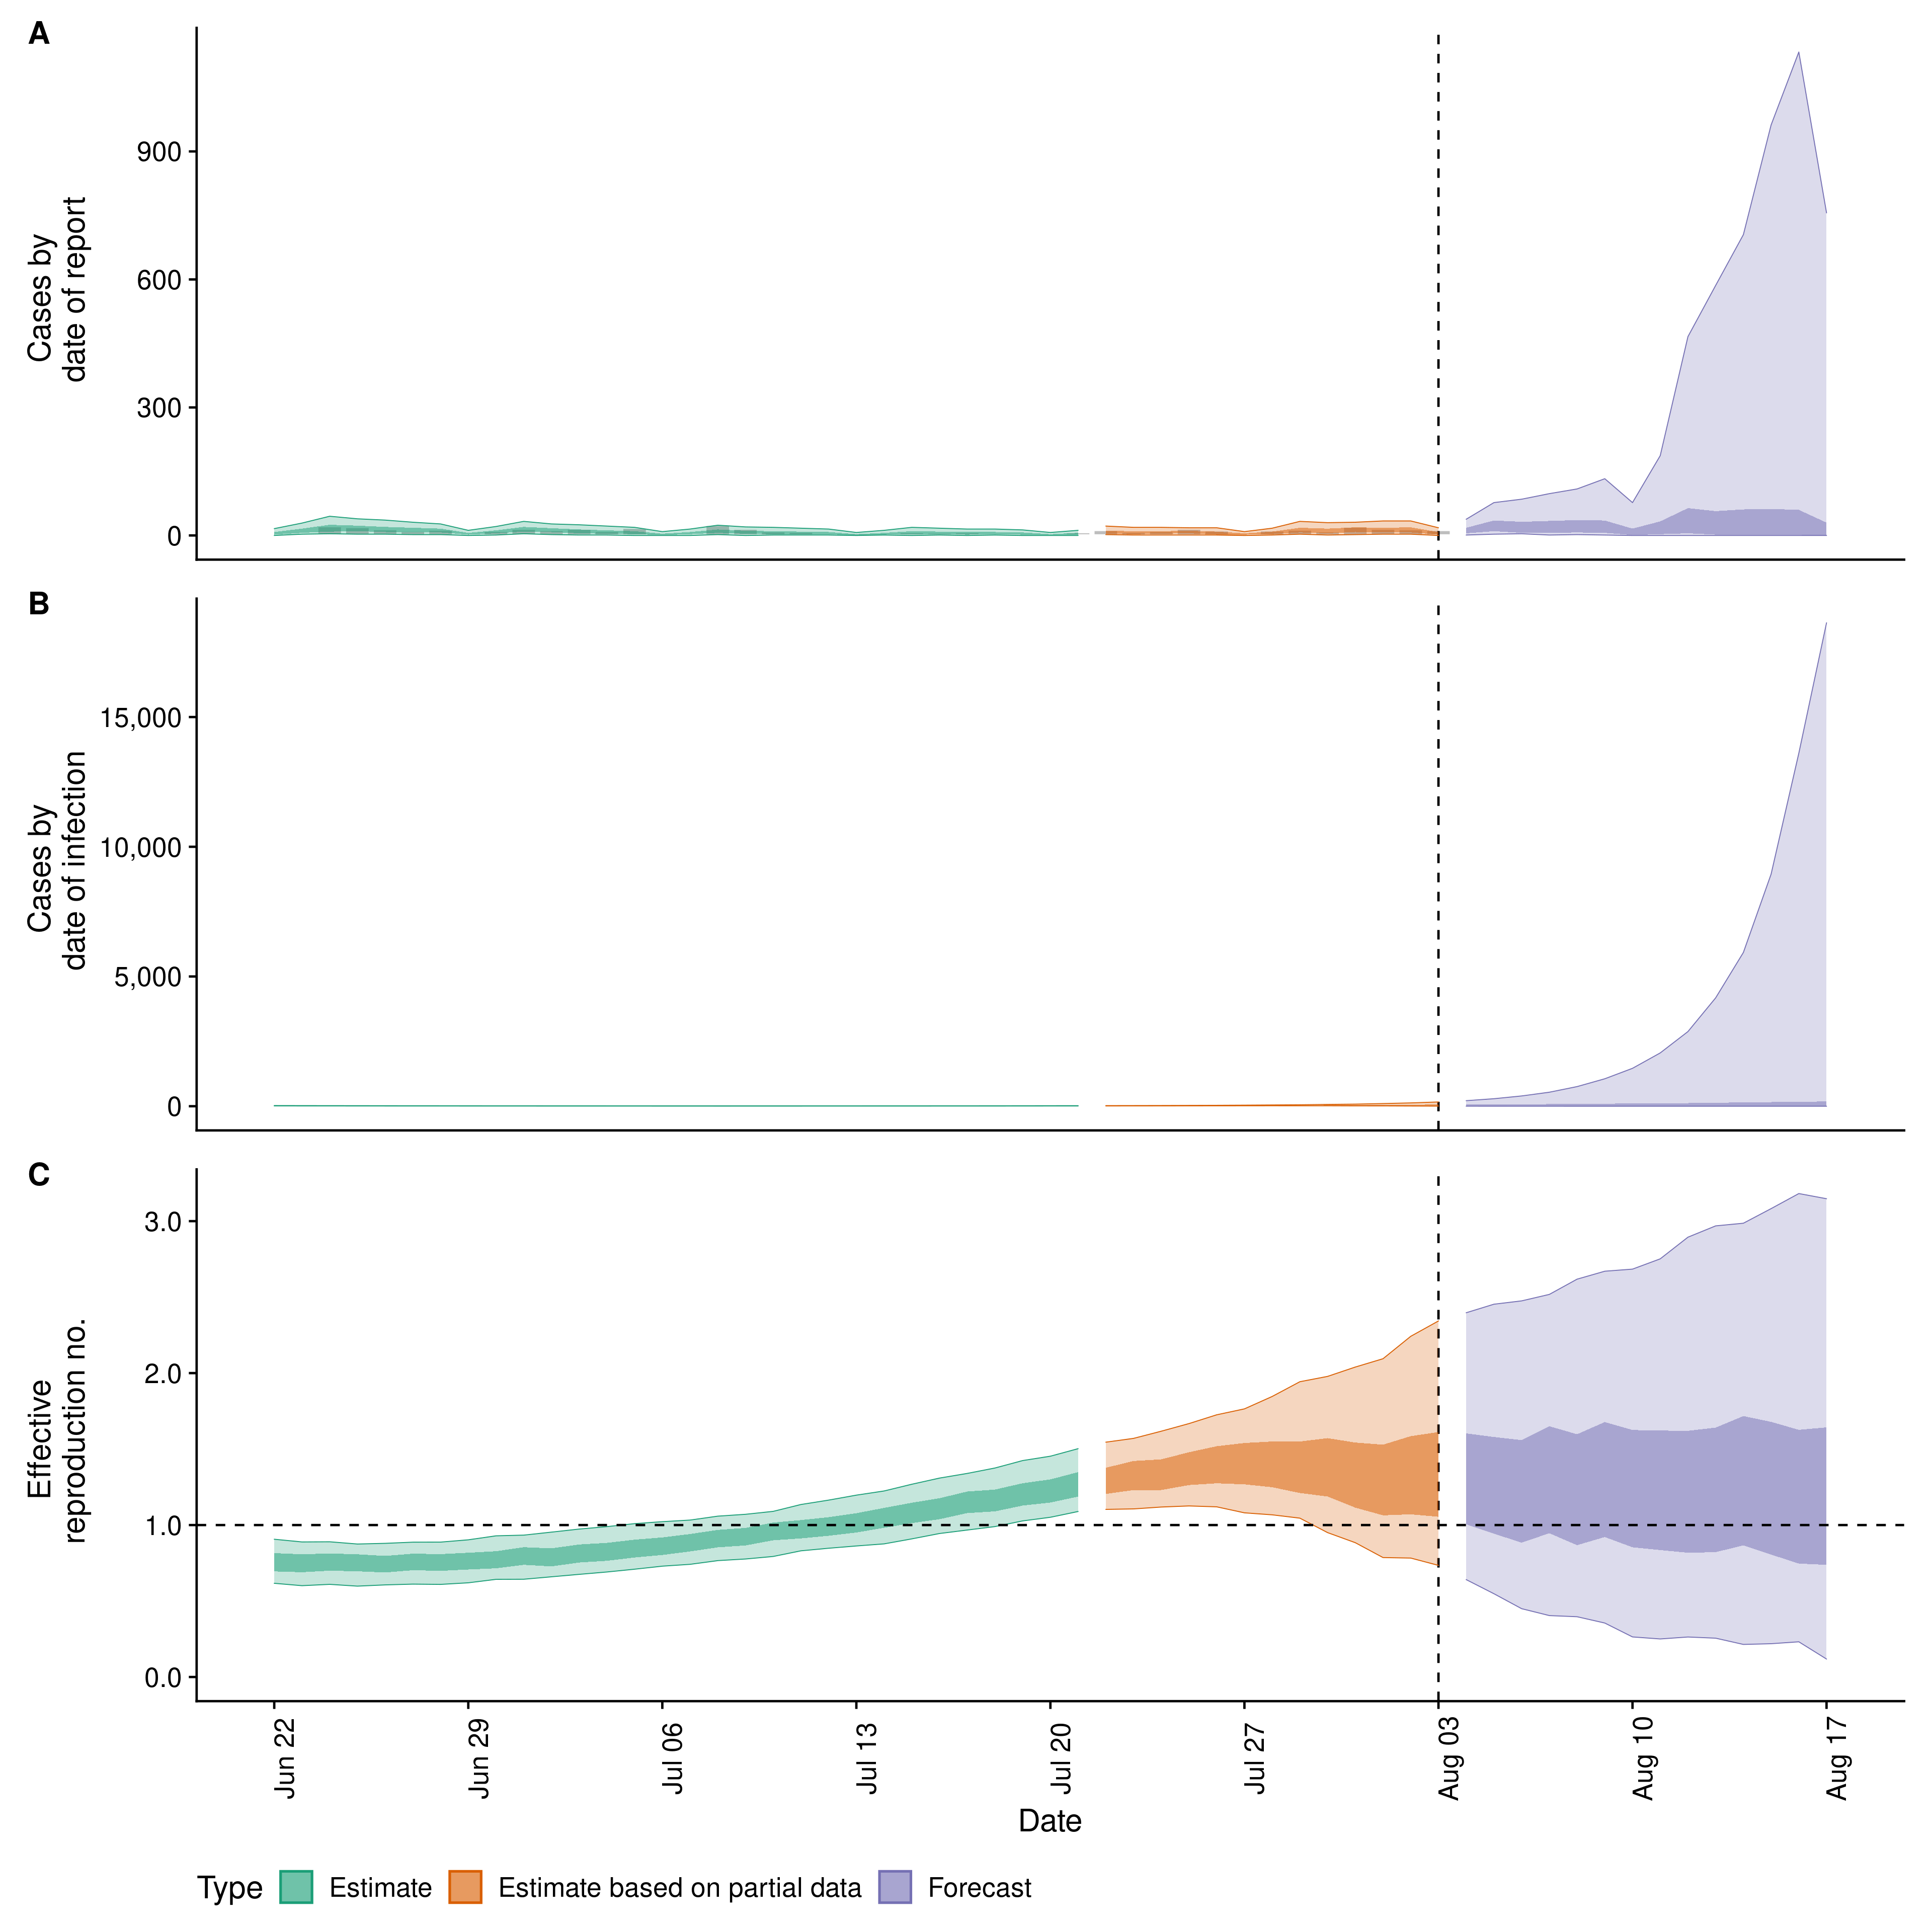 A
900
600
300
0
Cases by
date of report
B
15,000
10,000
5,000
0
Cases by
date of infection
C
3.0
2.0
1.0
0.0
Effective
reproduction no.
Jun 22
Jun 29
Jul 06
Jul 13
Jul 20
Jul 27
Aug 03
Aug 10
Aug 17
Date
Type
Estimate
Estimate based on partial data
Forecast